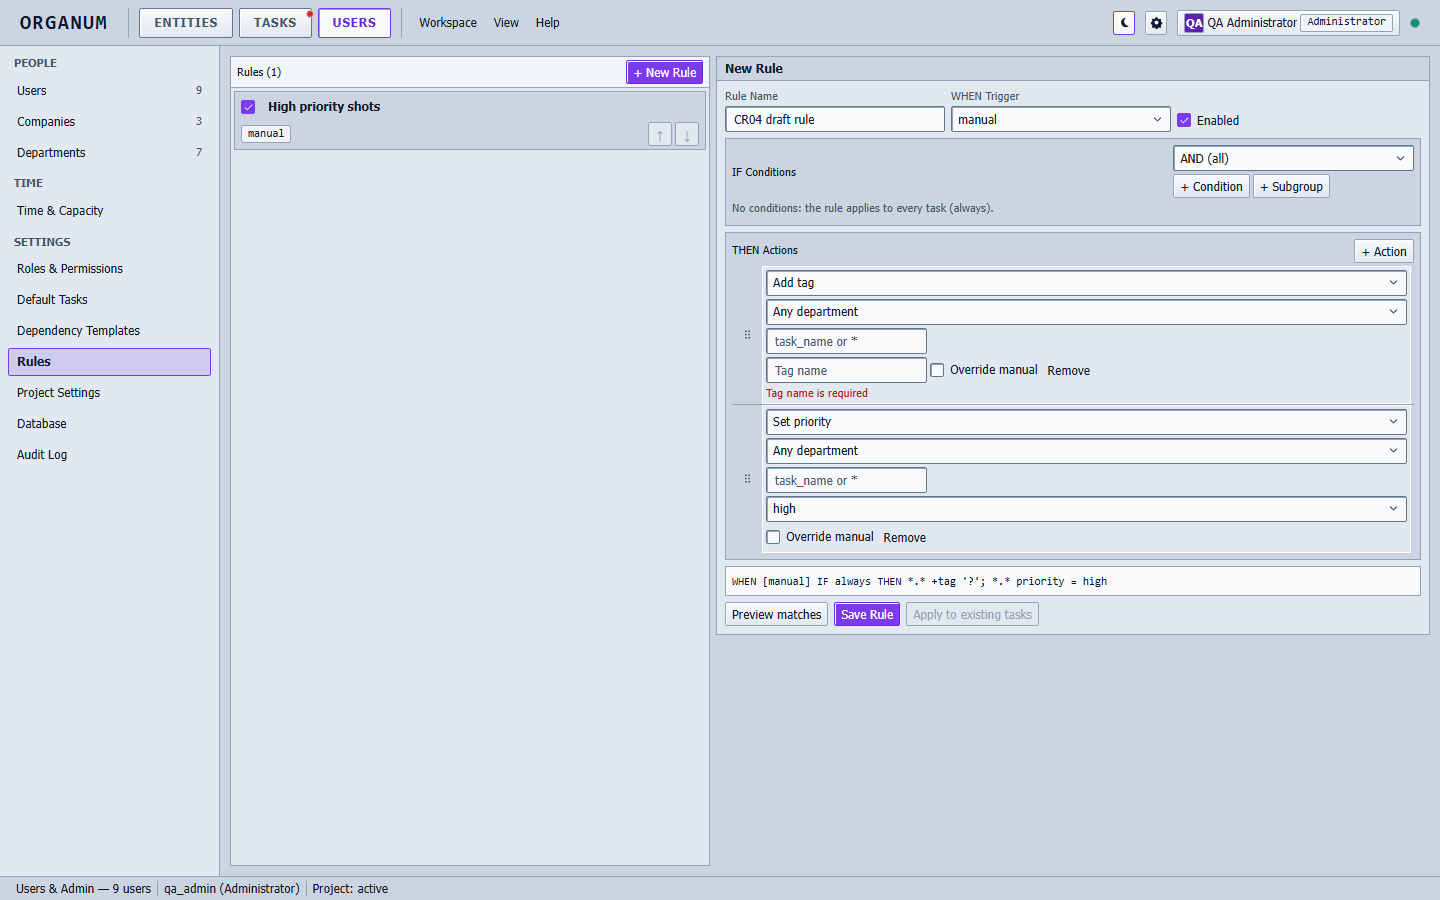 ORGANUM
ENTITIES
TASKS
USERS
Workspace
View
Help
QA
QA Administrator
Administrator
PEOPLE
Users 9
Companies 3
Departments 7
TIME
Time & Capacity
SETTINGS
Roles & Permissions
Default Tasks
Dependency Templates
Rules
Project Settings
Database
Audit Log
Rules (1)
+ New Rule
High priority shots
manual
↑ ↓
New Rule
Rule Name
WHEN Trigger
CR04 draft rule
manual
Enabled
IF Conditions
AND (all)
+ Condition
+ Subgroup
No conditions: the rule applies to every task (always).
THEN Actions
+ Action
Add tag
Any department
task_name or *
Tag name
Override manual
Remove
Tag name is required
Set priority
Any department
task_name or *
high
Override manual
Remove
WHEN [manual] IF always THEN *.* +tag '?'; *.* priority = high
Preview matches
Save Rule
Apply to existing tasks
Users & Admin — 9 users
qa_admin (Administrator)
Project: active